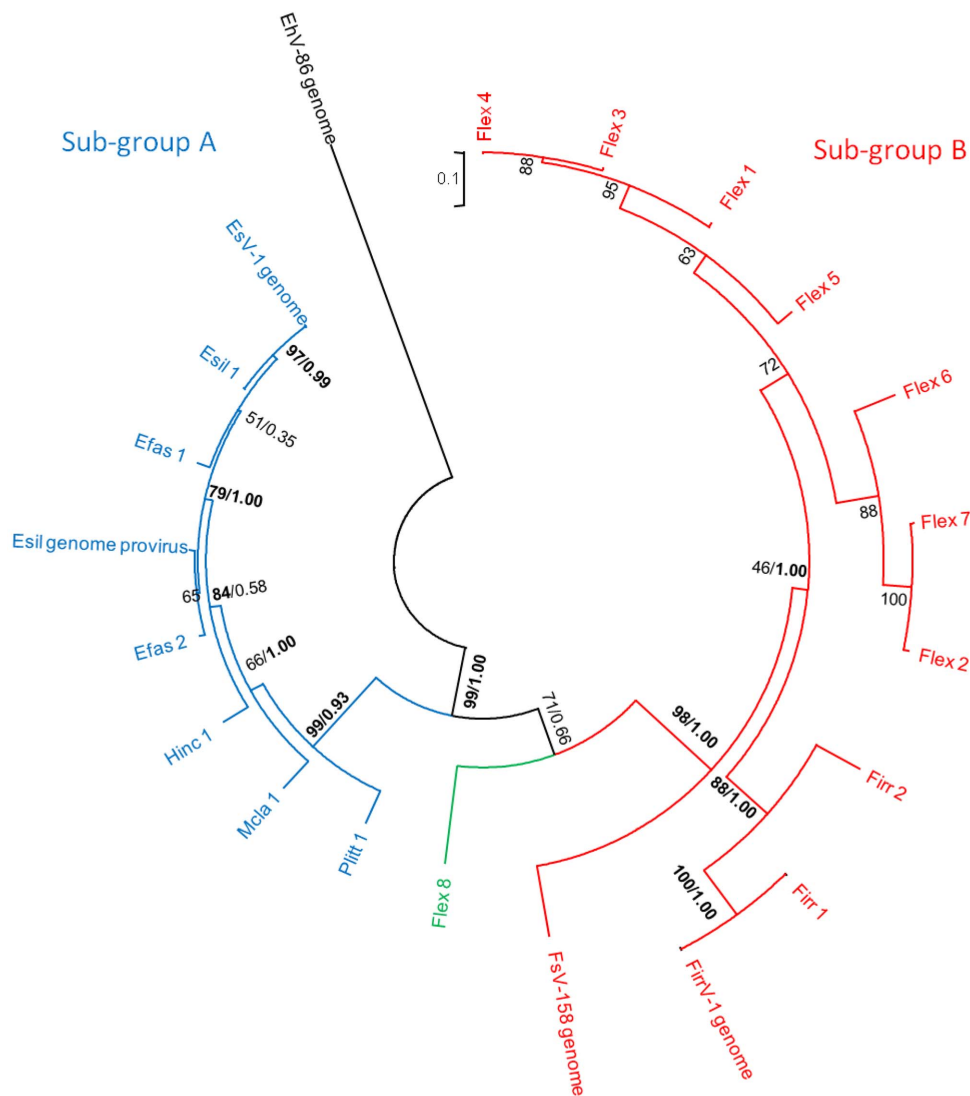 EhV-86 genome
Sub-group A
Flex 4
Flex 3
Sub-group B
0.1
88
95
Flex 1
63
EsV-1 genome
Flex 5
Esil 1
97/0.99
72
Flex 6
51/0.35
Efas 1
79/1.00
88
Flex 7
Esil genome provirus
65
84/0.58
46/1.00
100
Efas 2
66/1.00
Flex 2
99/1.00
Hinc 1
99/0.93
71/0.66
98/1.00
Mcla 1
88/1.00
Firr 2
Plitt 1
100/1.00
Firr 1
Flex 8
FsV-158 genome
FirrV-1 genome